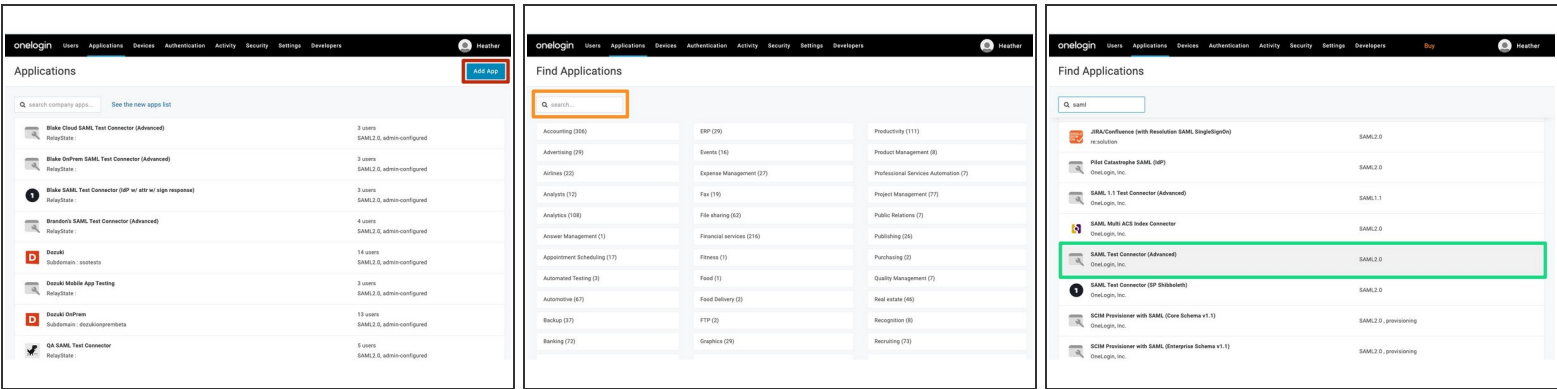 onelogin Users Applications Devices Authentication Activity Security Settings Developers Heather
Applications Add App
search company apps... See the new apps list
Blake Cloud SAML Test Connector (Advanced) 3 users
RelayState : SAML2.0, admin-configured
Blake OnPrem SAML Test Connector (Advanced) 3 users
RelayState : SAML2.0, admin-configured
1 Blake SAML Test Connector (IdP w/ attr w/ sign response) 3 users
RelayState : SAML2.0, admin-configured
Brandon's SAML Test Connector (Advanced) 4 users
RelayState : SAML2.0, admin-configured
D Dozuki 14 users
Subdomain : ssotests SAML2.0, admin-configured
Dozuki Mobile App Testing 3 users
RelayState : SAML2.0, admin-configured
D Dozuki OnPrem 13 users
Subdomain : dozukionprembeta SAML2.0, admin-configured
QA SAML Test Connector 5 users
RelayState : SAML2.0, admin-configured
onelogin Users Applications Devices Authentication Activity Security Settings Developers Heather
Find Applications
search...
Accounting (306) ERP (29) Productivity (111)
Advertising (29) Events (16) Product Management (8)
Airlines (22) Expense Management (27) Professional Services Automation (7)
Analysts (12) Fax (19) Project Management (77)
Analytics (108) File sharing (62) Public Relations (7)
Answer Management (1) Financial services (216) Publishing (26)
Appointment Scheduling (17) Fitness (1) Purchasing (2)
Automated Testing (3) Food (1) Quality Management (7)
Automotive (67) Food Delivery (2) Real estate (46)
Backup (37) FTP (2) Recognition (8)
Banking (72) Graphics (29) Recruiting (73)
onelogin Users Applications Devices Authentication Activity Security Settings Developers Buy Heather
Find Applications
saml
JIRA/Confluence (with Resolution SAML SingleSignOn) SAML2.0
re:solution
Pilot Catastrophe SAML (IdP) SAML2.0
OneLogin, Inc.
SAML 1.1 Test Connector (Advanced) SAML1.1
OneLogin, Inc.
SAML Multi ACS Index Connector SAML2.0
OneLogin, Inc.
SAML Test Connector (Advanced) SAML2.0
OneLogin, Inc.
1 SAML Test Connector (SP Shibboleth) SAML2.0
OneLogin, Inc.
SCIM Provisioner with SAML (Core Schema v1.1) SAML2.0 , provisioning
OneLogin, Inc.
SCIM Provisioner with SAML (Enterprise Schema v1.1) SAML2.0 , provisioning
OneLogin, Inc.